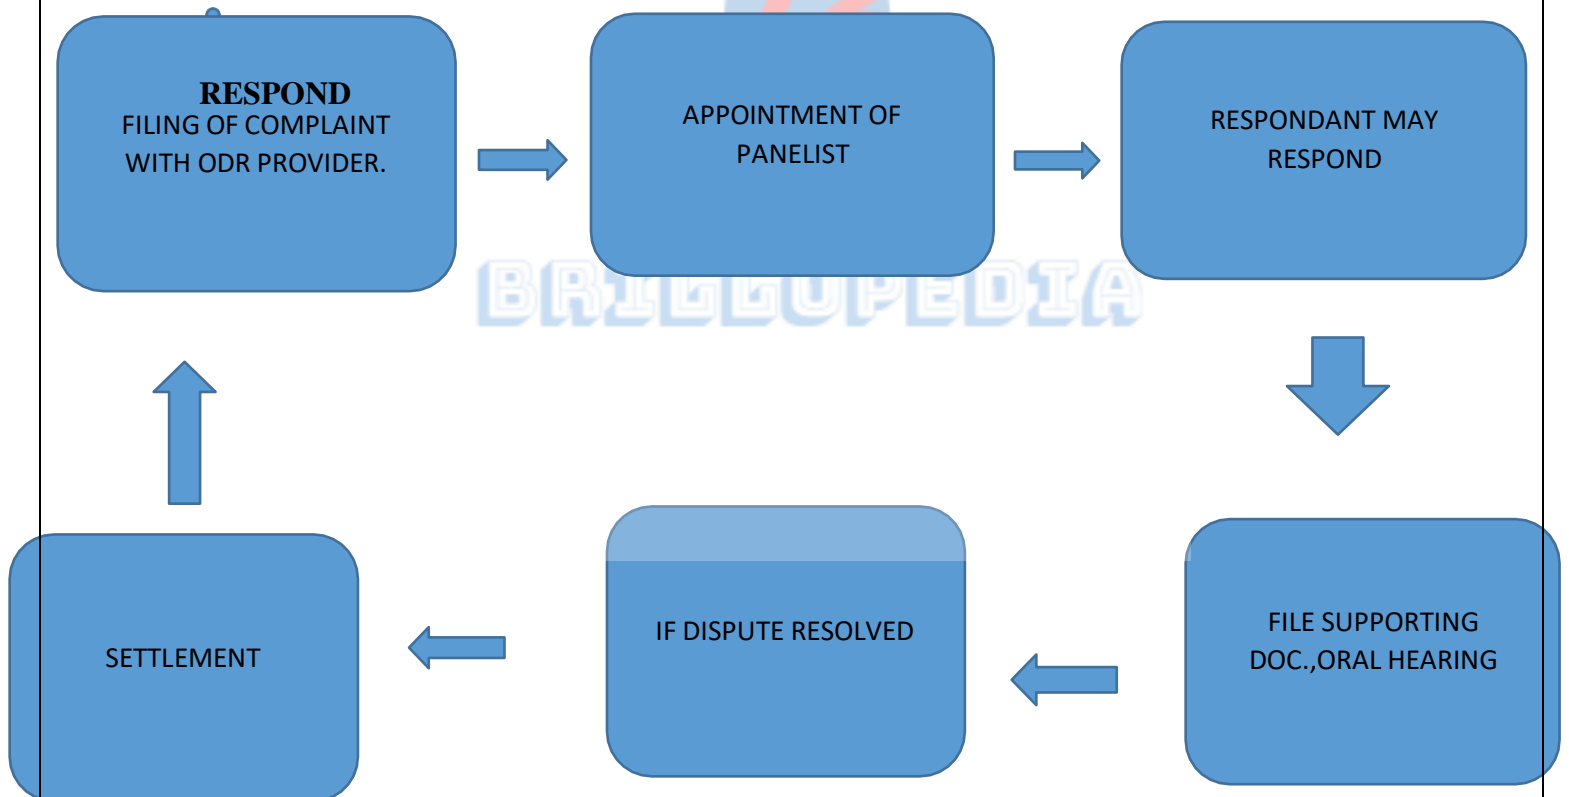 RESPOND
FILING OF COMPLAINT
WITH ODR PROVIDER.
APPOINTMENT OF
PANELIST
RESPONDANT MAY
RESPOND
BRILLOPEDIA
SETTLEMENT
IF DISPUTE RESOLVED
FILE SUPPORTING
DOC.,ORAL HEARING